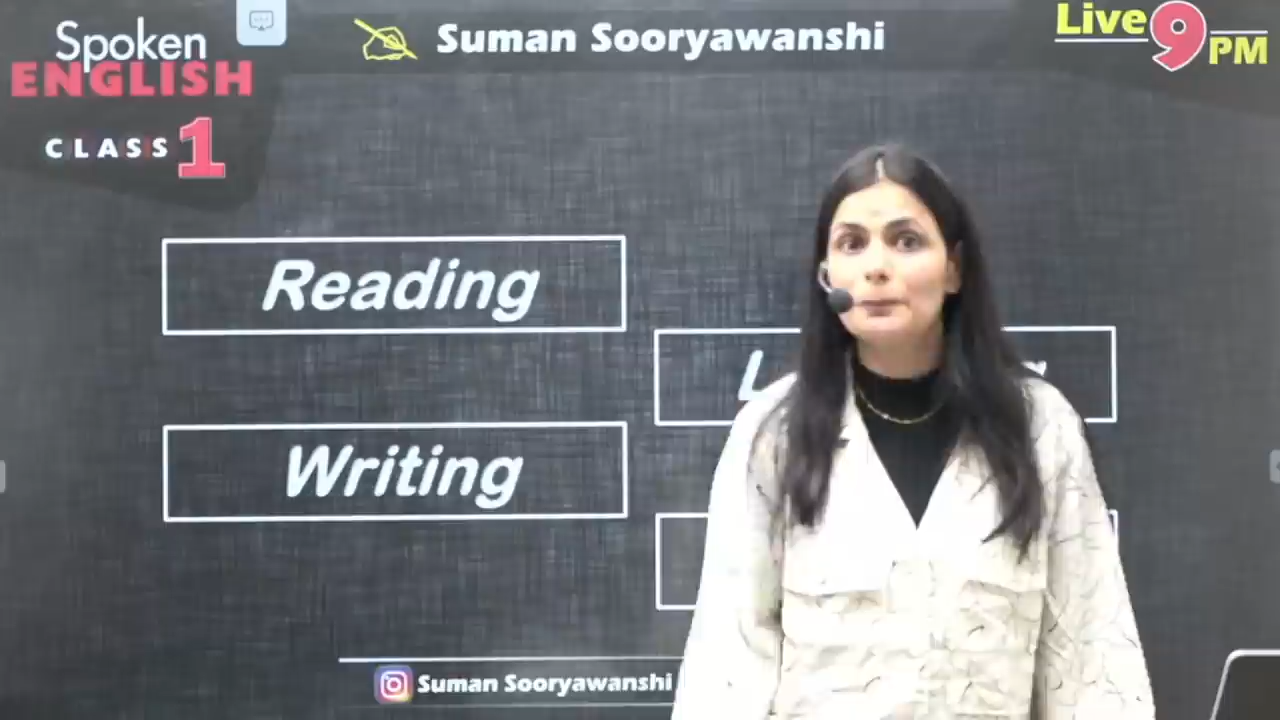 Spoken
ENGLISH
CLASS 1
Suman Sooryawanshi
Live 9 PM
Reading
Writing
Suman Sooryawanshi